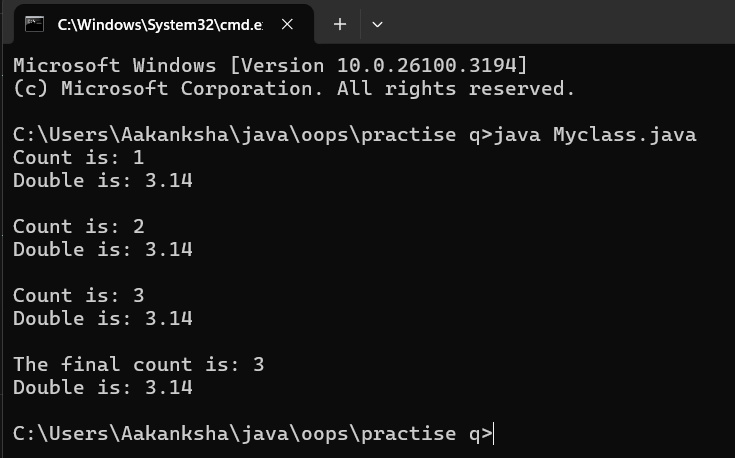 C:\Windows\System32\cmd.e
Microsoft Windows [Version 10.0.26100.3194]
(c) Microsoft Corporation. All rights reserved.
C:\Users\Aakanksha\java\oops\practise q>java Myclass.java
Count is: 1
Double is: 3.14
Count is: 2
Double is: 3.14
Count is: 3
Double is: 3.14
The final count is: 3
Double is: 3.14
C:\Users\Aakanksha\java\oops\practise q>